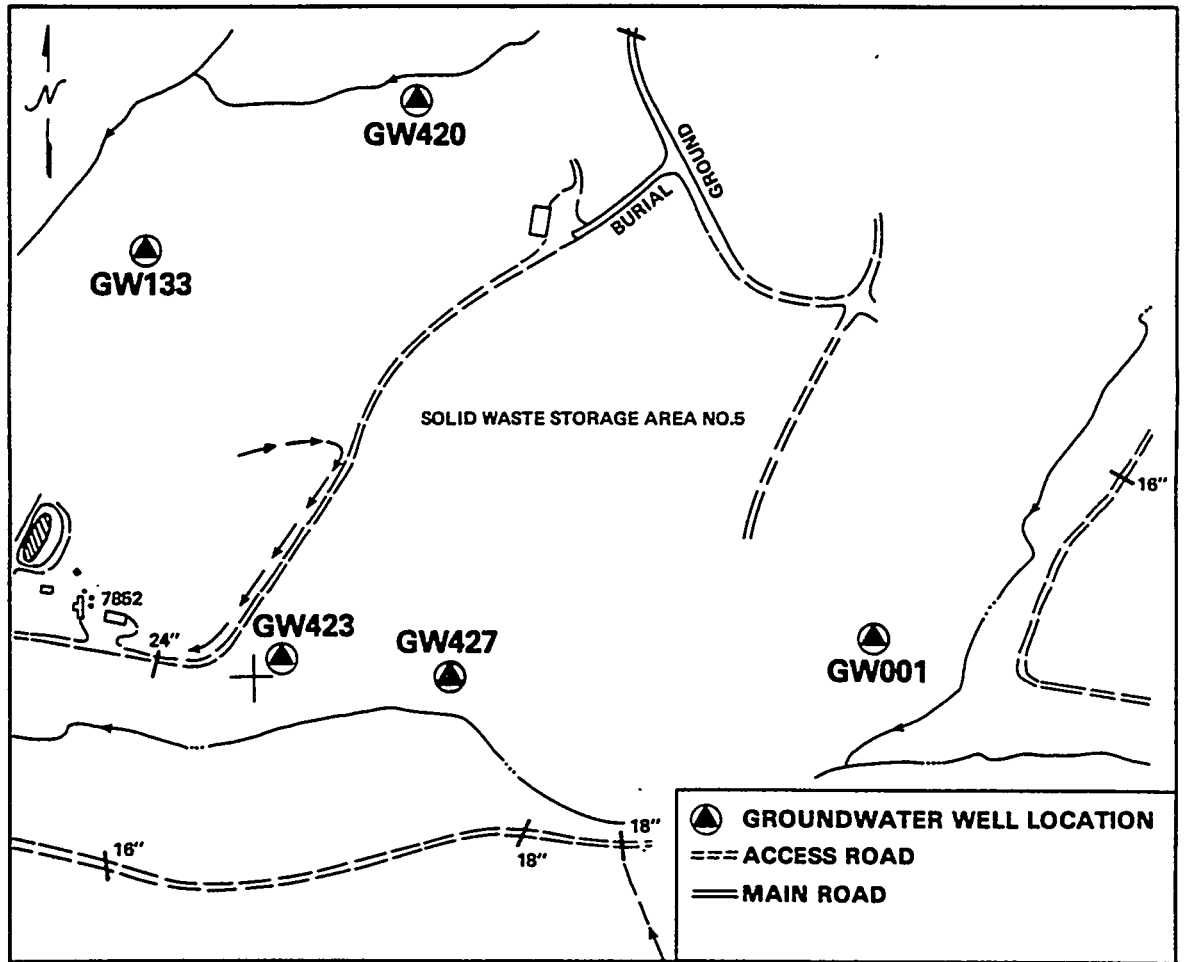 N
GW420
GROUND
BURIAL
GW133
SOLID WASTE STORAGE AREA NO.5
16"
7852
24"
GW423
GW427
GW001
16"
18"
18"
GROUNDWATER WELL LOCATION
ACCESS ROAD
MAIN ROAD